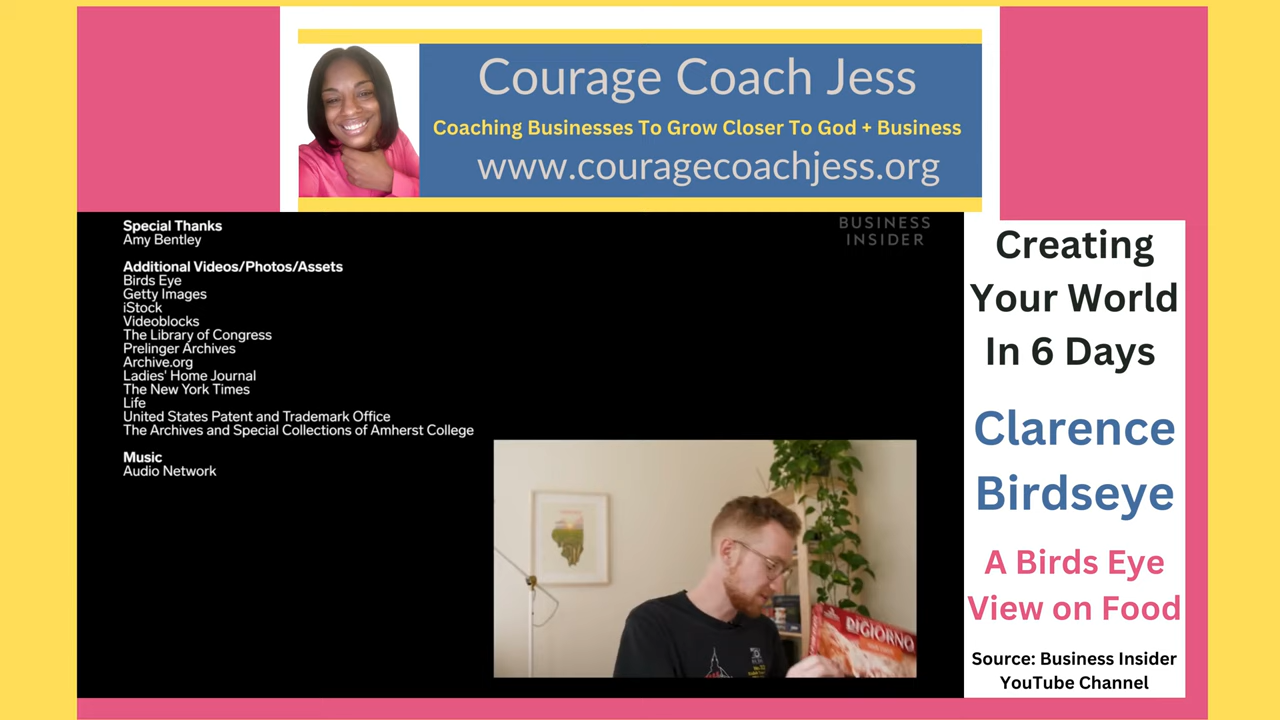 Courage Coach Jess
Coaching Businesses To Grow Closer To God + Business
www.couragecoachjess.org
Special Thanks
Amy Bentley
Additional Videos/Photos/Assets
Birds Eye
Getty Images
iStock
Videoblocks
The Library of Congress
Prelinger Archives
Archive.org
Ladies' Home Journal
The New York Times
Life
United States Patent and Trademark Office
The Archives and Special Collections of Amherst College
Music
Audio Network
BUSINESS
INSIDER
DIGIORNO
Creating
Your World
In 6 Days
Clarence
Birdseye
A Birds Eye
View on Food
Source: Business Insider
YouTube Channel